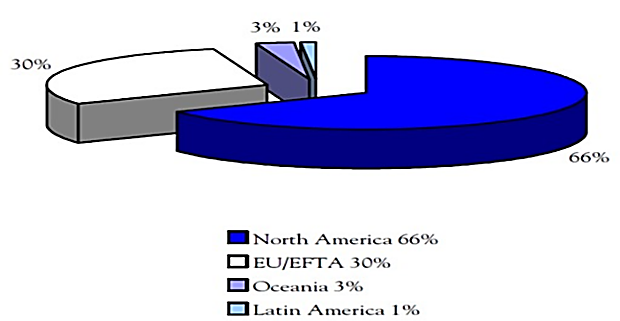 3% 1%
30%
66%
North America 66%
EU/EFTA 30%
Oceania 3%
Latin America 1%